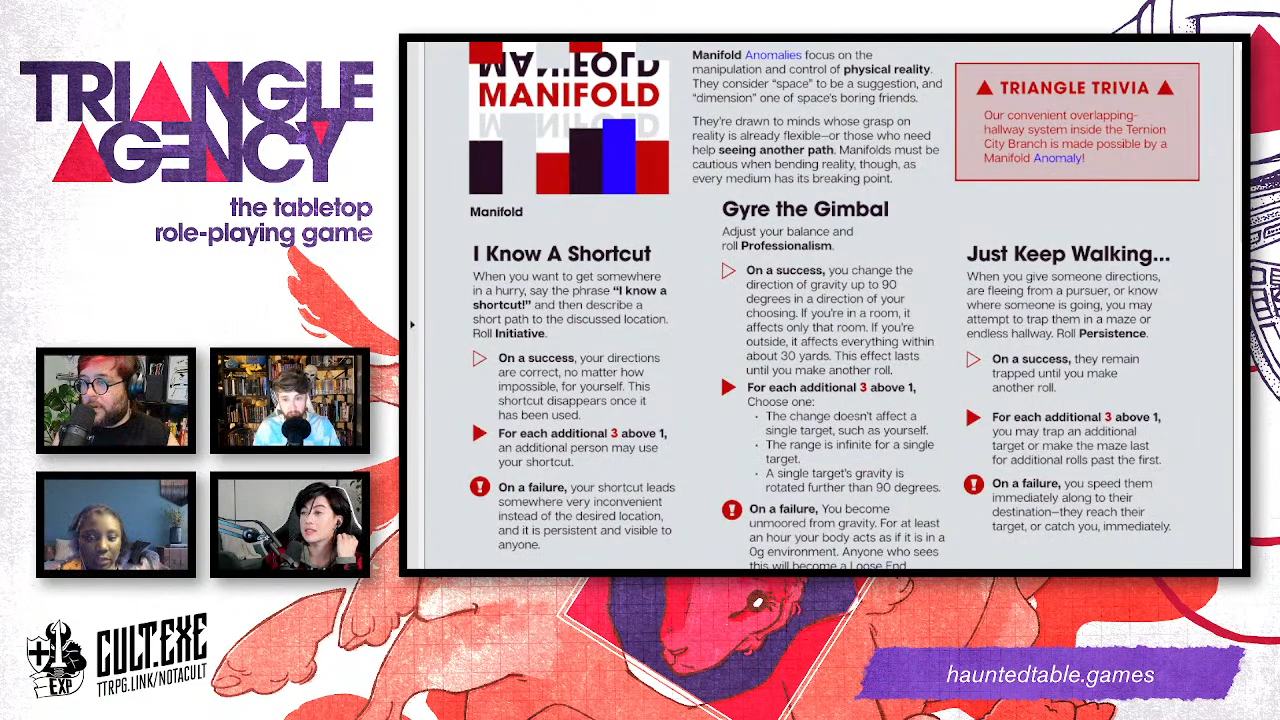 TRIANGLE
AGENCY
the tabletop
role-playing game
MANIFOLD
MANIFOLD
MANIFOLD
Manifold
Manifold Anomalies focus on the
manipulation and control of physical reality.
They consider “space” to be a suggestion, and
“dimension” one of space’s boring friends.
They’re drawn to minds whose grasp on
reality is already flexible–or those who need
help seeing another path. Manifolds must be
cautious when bending reality, though, as
every medium has its breaking point.
▲ TRIANGLE TRIVIA ▲
Our convenient overlapping-
hallway system inside the Ternion
City Branch is made possible by a
Manifold Anomaly!
I Know A Shortcut
When you want to get somewhere
in a hurry, say the phrase “I know a
shortcut!” and then describe a
short path to the discussed location.
Roll Initiative.
On a success, your directions
are correct, no matter how
impossible, for yourself. This
shortcut disappears once it
has been used.
For each additional 3 above 1,
an additional person may use
your shortcut.
On a failure, your shortcut leads
somewhere very inconvenient
instead of the desired location,
and it is persistent and visible to
anyone.
Gyre the Gimbal
Adjust your balance and
roll Professionalism.
On a success, you change the
direction of gravity up to 90
degrees in a direction of your
choosing. If you’re in a room, it
affects only that room. If you’re
outside, it affects everything within
about 30 yards. This effect lasts
until you make another roll.
For each additional 3 above 1,
Choose one:
• The change doesn’t affect a
single target, such as yourself.
• The range is infinite for a single
target.
• A single target’s gravity is
rotated further than 90 degrees.
On a failure, You become
unmoored from gravity. For at least
an hour your body acts as if it is in a
0g environment. Anyone who sees
this will become a Loose End
Just Keep Walking...
When you give someone directions,
are fleeing from a pursuer, or know
where someone is going, you may
attempt to trap them in a maze or
endless hallway. Roll Persistence.
On a success, they remain
trapped until you make
another roll.
For each additional 3 above 1,
you may trap an additional
target or make the maze last
for additional rolls past the first.
On a failure, you speed them
immediately along to their
destination–they reach their
target, or catch you, immediately.
EXP
CULT.EXE
TTRPG.LINK/NOTACULT
hauntedtable.games